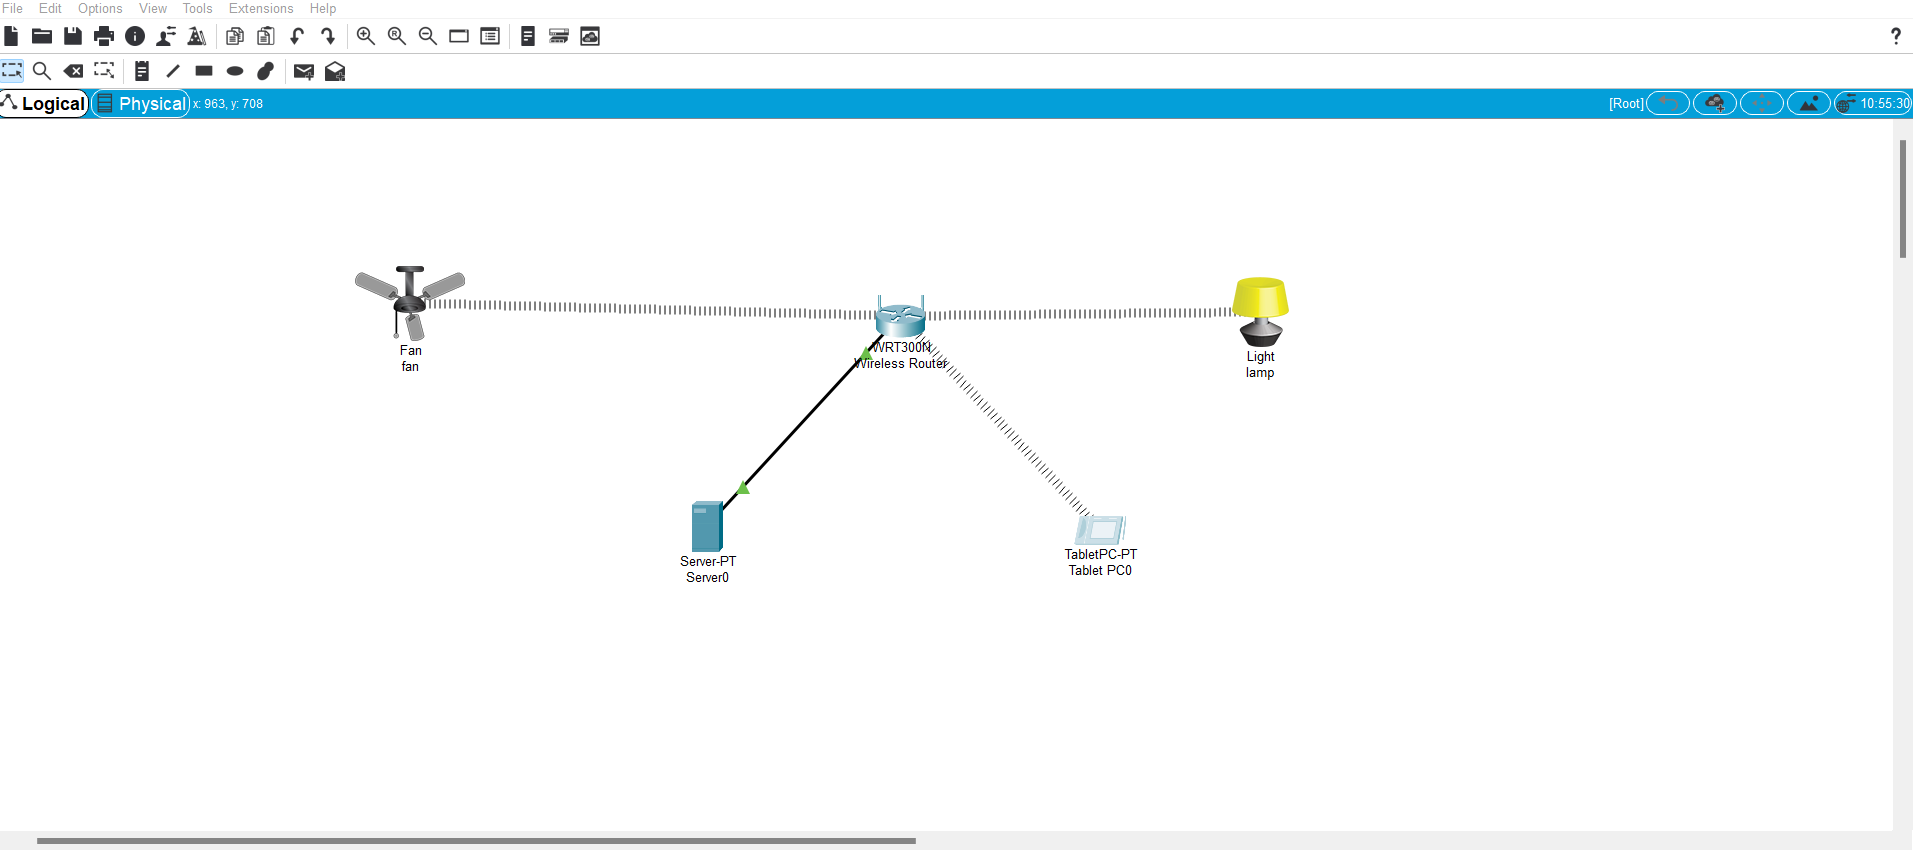 File Edit Options View Tools Extensions Help
?
Logical Physical x: 963, y: 708 [Root] 10:55:30
Fan
fan
WRT300N
Wireless Router
Light
lamp
Server-PT
Server0
TabletPC-PT
Tablet PC0